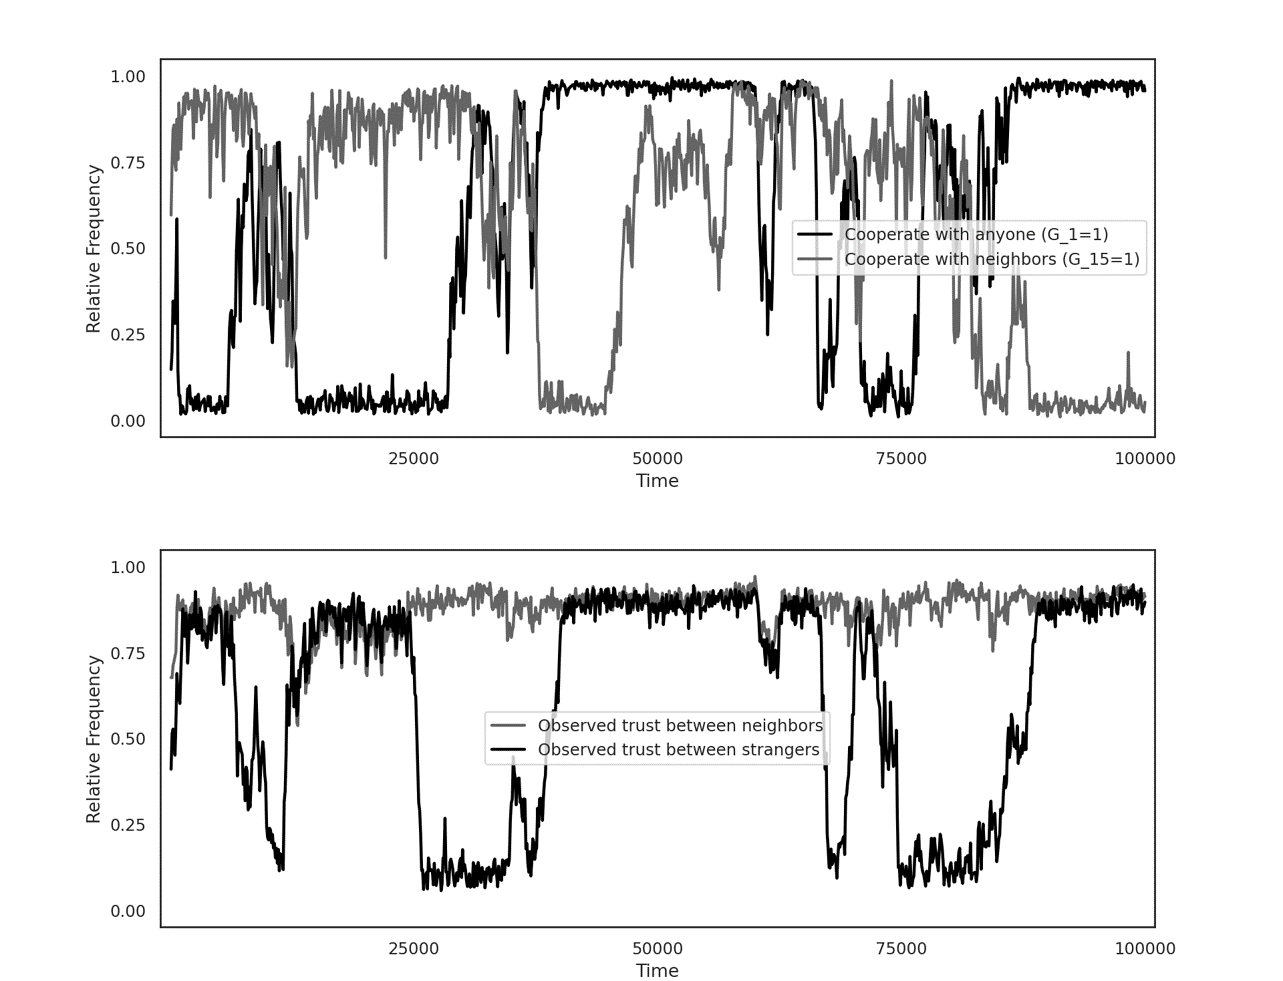 1.00
0.75
0.50
0.25
0.00
Relative Frequency
Cooperate with anyone (G_1=1)
Cooperate with neighbors (G_15=1)
25000 50000 75000 100000
Time
1.00
0.75
0.50
0.25
0.00
Relative Frequency
Observed trust between neighbors
Observed trust between strangers
25000 50000 75000 100000
Time